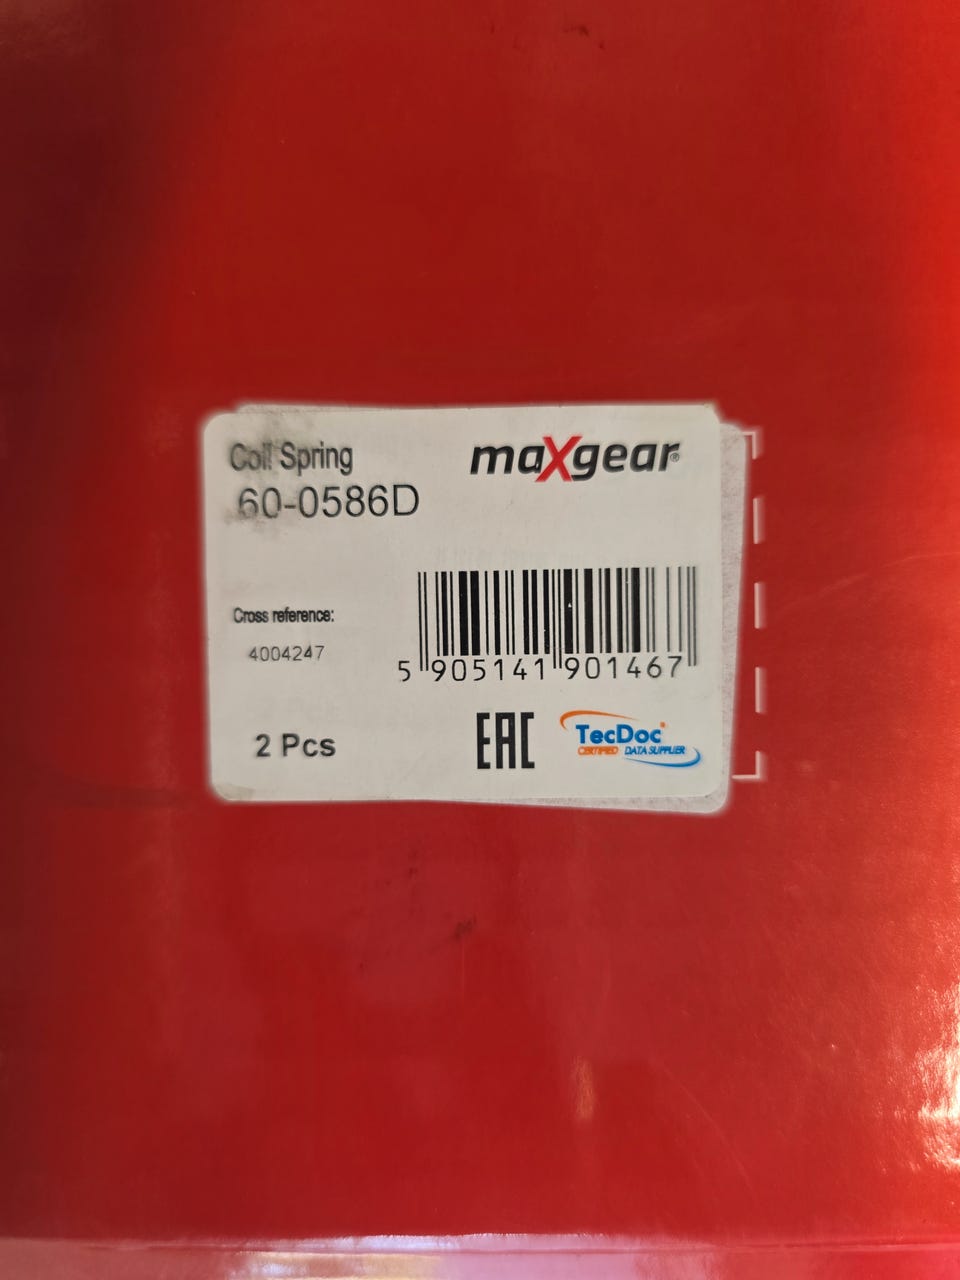 Coil Spring
maXgear®
60-0586D
Cross reference:
4004247
5 905141 901467
2 Pcs
EAC
TecDoc
CERTIFIED DATA SUPPLIER